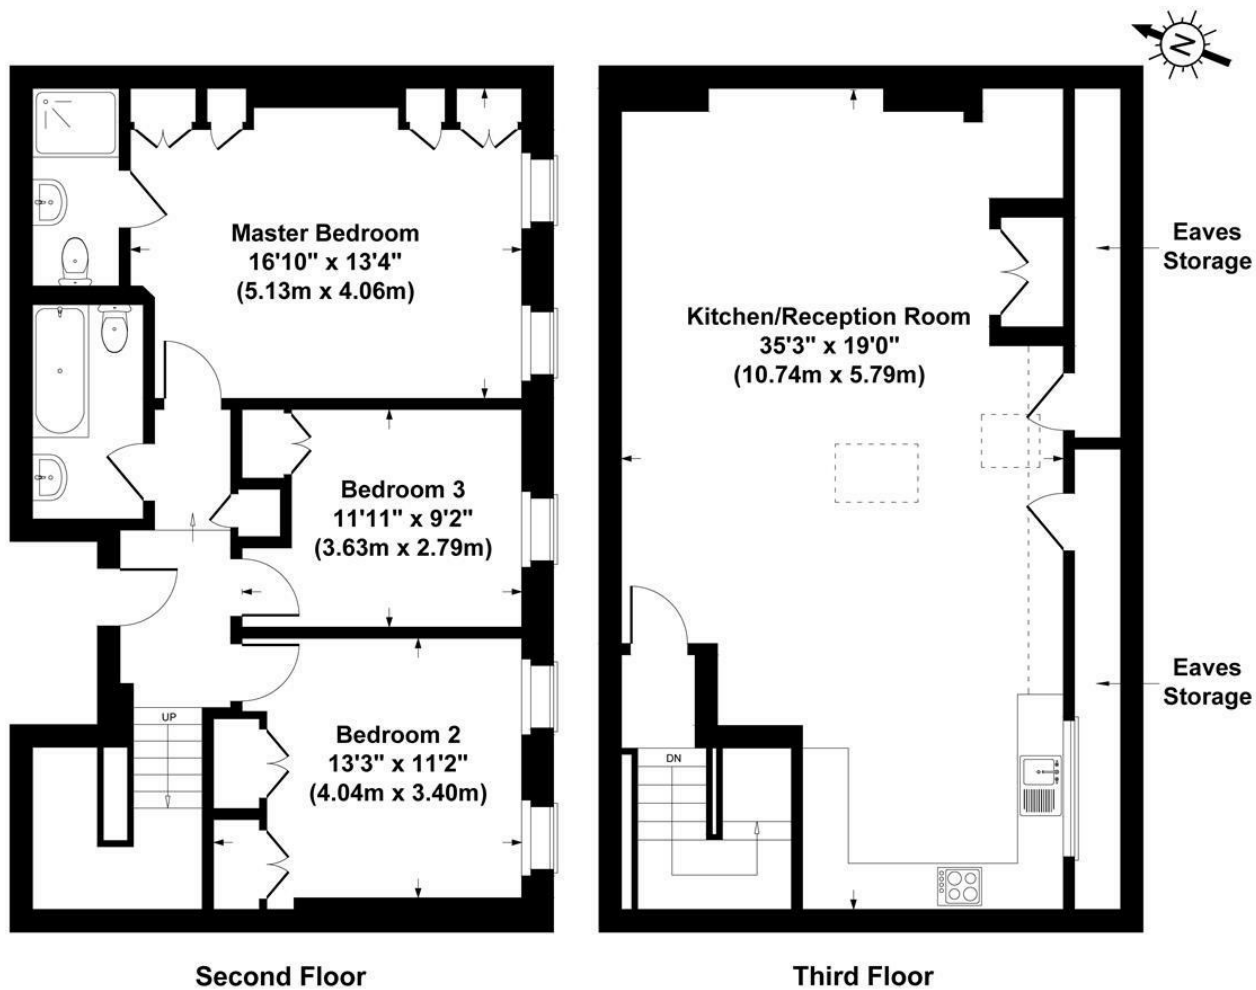 N
Master Bedroom
16'10" x 13'4"
(5.13m x 4.06m)
Bedroom 3
11'11" x 9'2"
(3.63m x 2.79m)
UP
Bedroom 2
13'3" x 11'2"
(4.04m x 3.40m)
Second Floor
Eaves
Storage
Kitchen/Reception Room
35'3" x 19'0"
(10.74m x 5.79m)
Eaves
Storage
DN
Third Floor